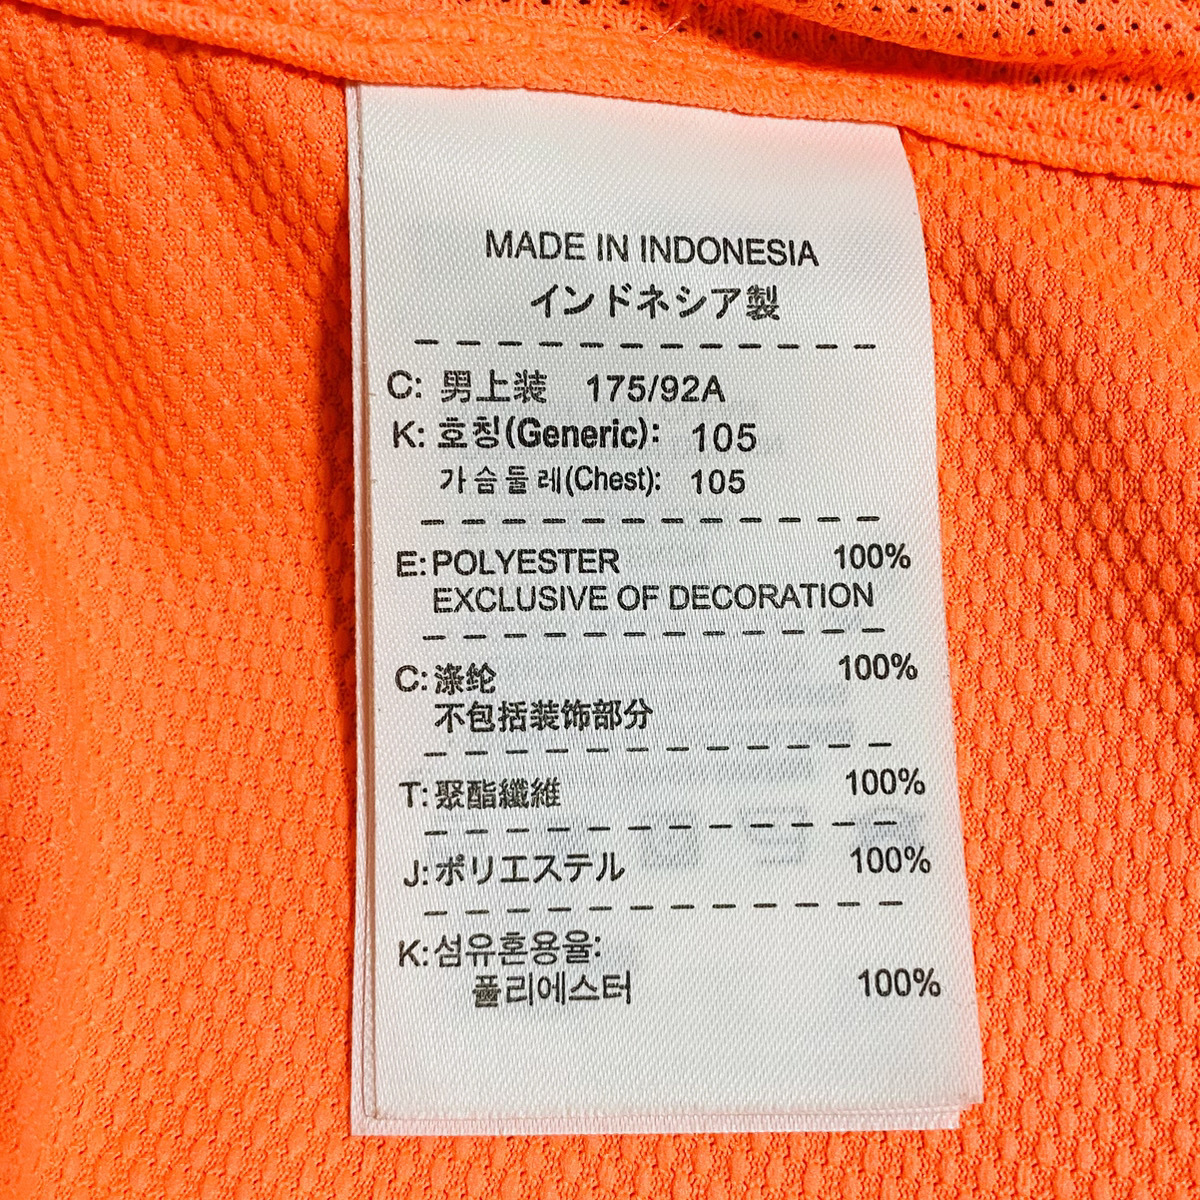 MADE IN INDONESIA
インドネシア製
C: 男上装 175/92A
K: 호칭(Generic): 105
가슴둘레(Chest): 105
E: POLYESTER 100%
EXCLUSIVE OF DECORATION
C: 涤纶 100%
不包括装饰部分
T: 聚酯纖維 100%
J: ポリエステル 100%
K: 섬유혼용율:
폴리에스터 100%